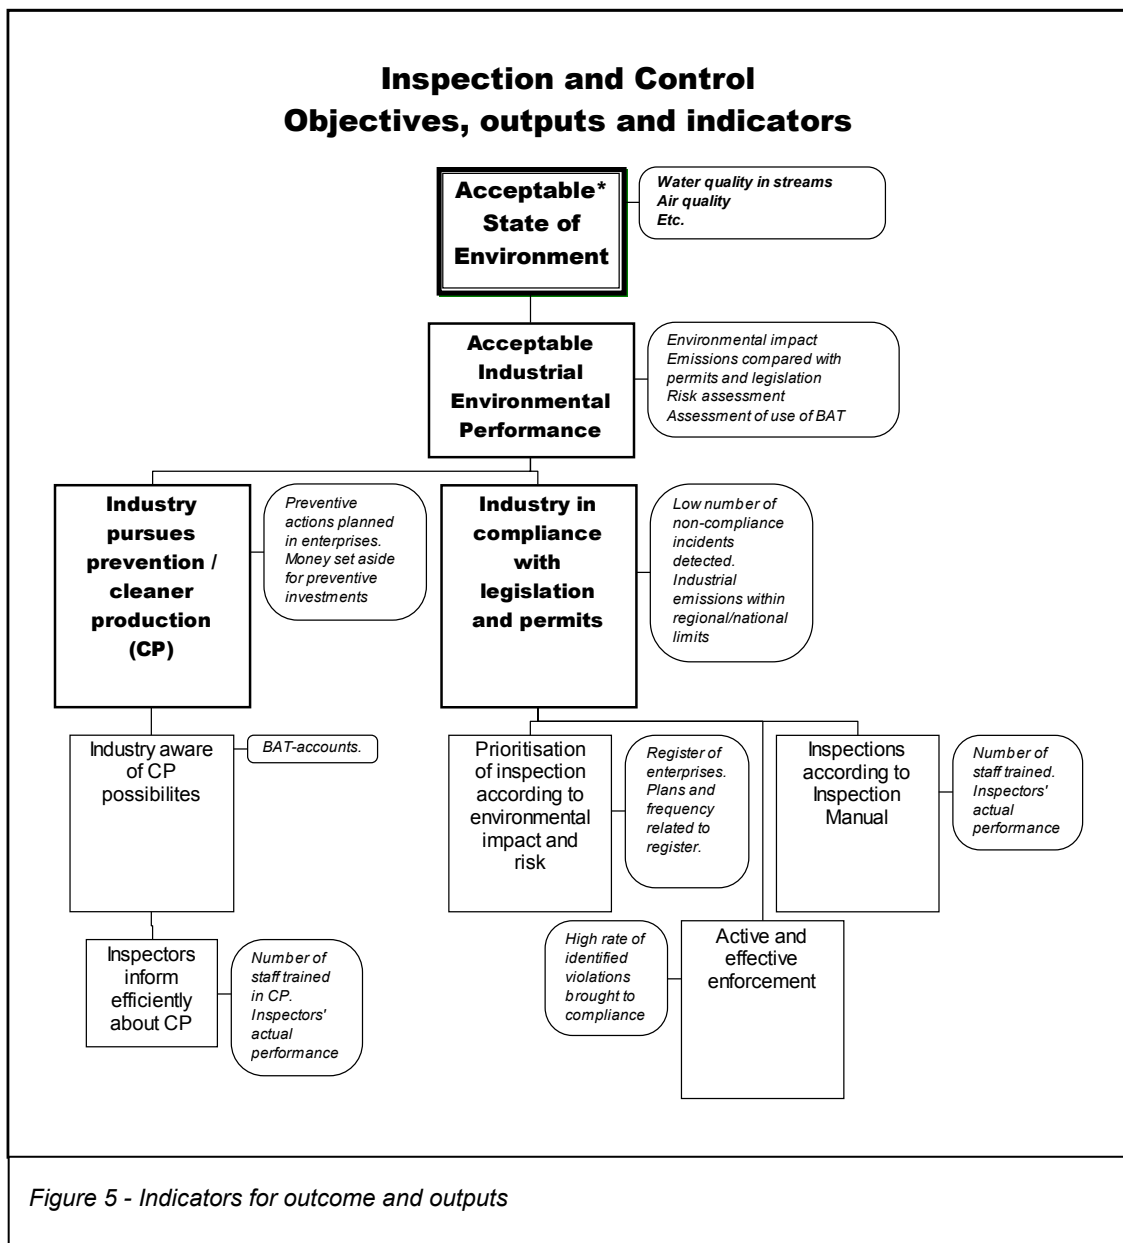 Inspection and Control
Objectives, outputs and indicators
Acceptable*
State of
Environment
Water quality in streams
Air quality
Etc.
Acceptable
Industrial
Environmental
Performance
Environmental impact
Emissions compared with
permits and legislation
Risk assessment
Assessment of use of BAT
Industry
pursues
prevention /
cleaner
production
(CP)
Preventive
actions planned
in enterprises.
Money set aside
for preventive
investments
Industry in
compliance
with
legislation
and permits
Low number of
non-compliance
incidents
detected.
Industrial
emissions within
regional/national
limits
Industry aware
of CP
possibilites
BAT-accounts.
Prioritisation
of inspection
according to
environmental
impact and
risk
Register of
enterprises.
Plans and
frequency
related to
register.
Inspections
according to
Inspection
Manual
Number of
staff trained.
Inspectors'
actual
performance
Inspectors
inform
efficiently
about CP
Number of
staff trained
in CP.
Inspectors'
actual
performance
High rate of
identified
violations
brought to
compliance
Active and
effective
enforcement
Figure 5 - Indicators for outcome and outputs